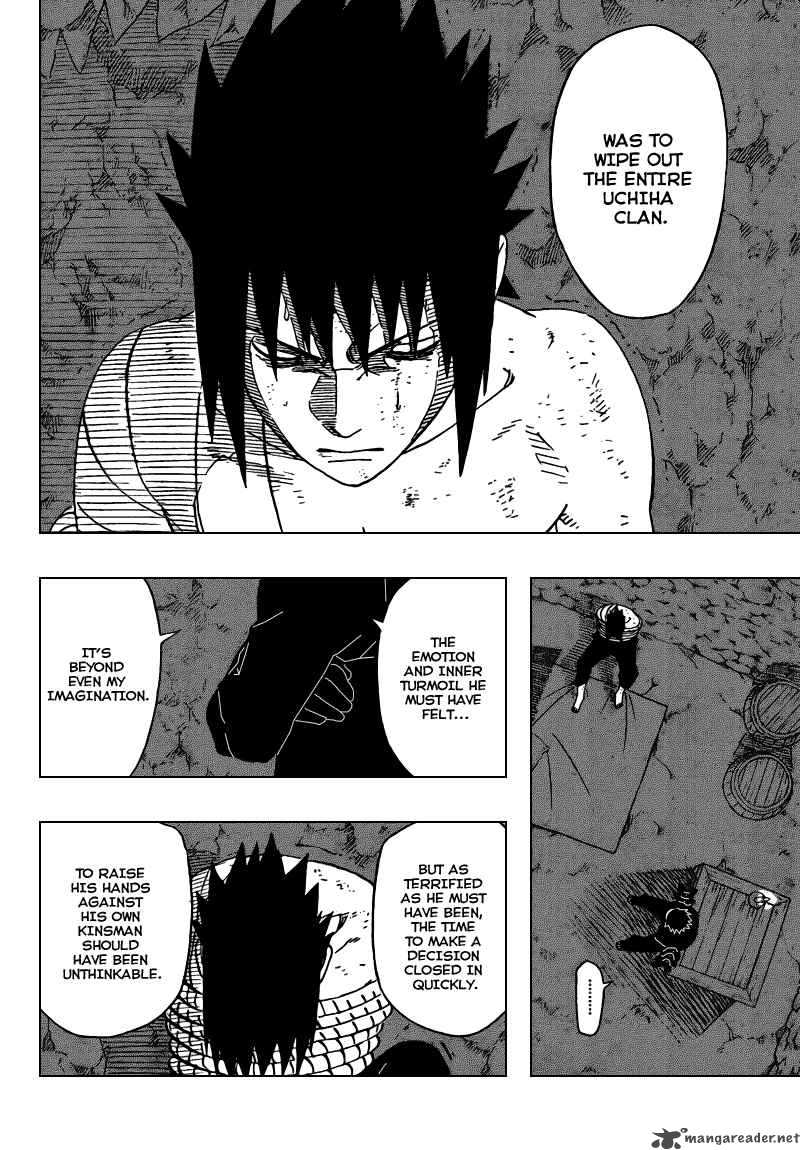 WAS TO
WIPE OUT
THE ENTIRE
UCHIHA
CLAN.
........
THE
EMOTION
AND INNER
TURMOIL HE
MUST HAVE
FELT...
IT'S
BEYOND
EVEN MY
IMAGINATION.
BUT AS
TERRIFIED
AS HE MUST
HAVE BEEN,
THE TIME
TO MAKE A
DECISION
CLOSED IN
QUICKLY.
TO RAISE
HIS HANDS
AGAINST
HIS OWN
KINSMAN
SHOULD
HAVE BEEN
UNTHINKABLE.
mangareader.net